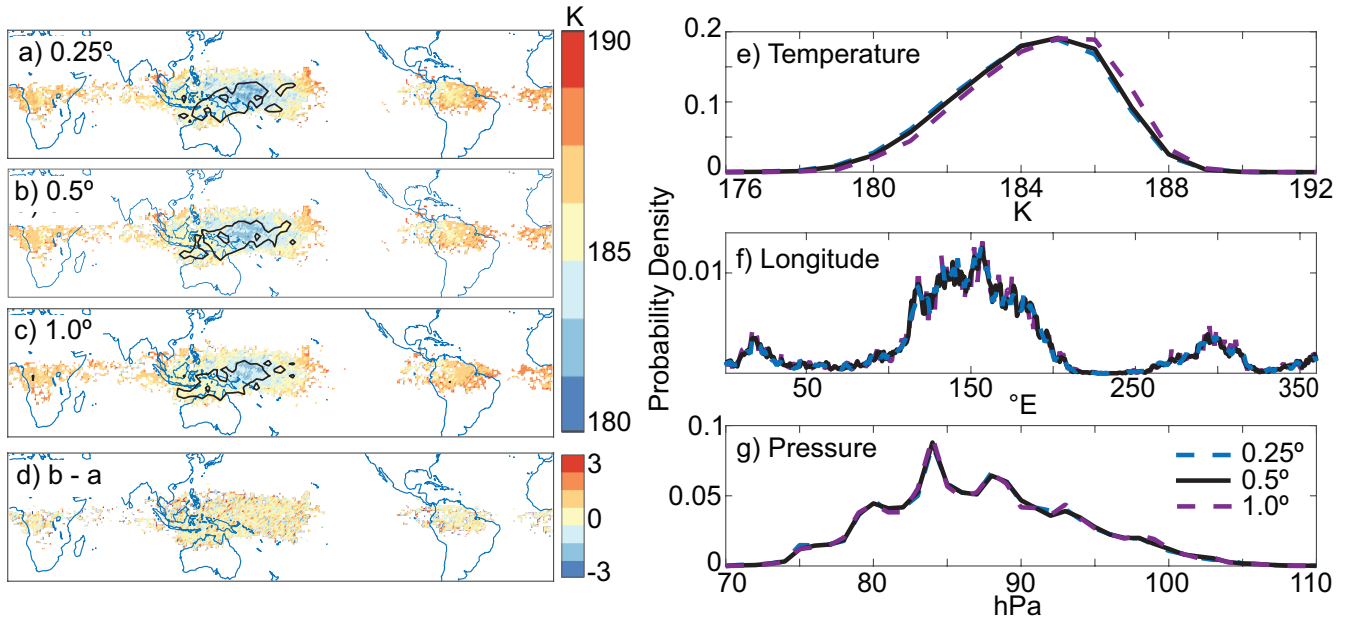 K
a) 0.25º
190
b) 0.5º
185
c) 1.0º
180
d) b - a
3
0
-3
Probability Density
0.2
0.1
0
e) Temperature
176
180
184
188
192
K
0.01
f) Longitude
50
150
250
350
°E
0.1
0.05
0
g) Pressure
0.25º
0.5º
1.0º
70
80
90
100
110
hPa